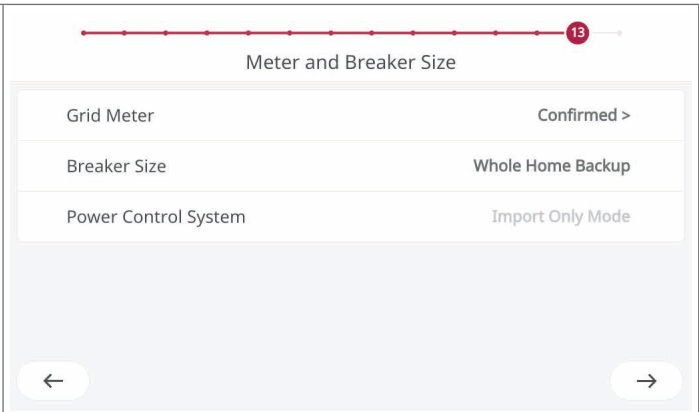 13
Meter and Breaker Size
Grid Meter Confirmed >
Breaker Size Whole Home Backup
Power Control System Import Only Mode